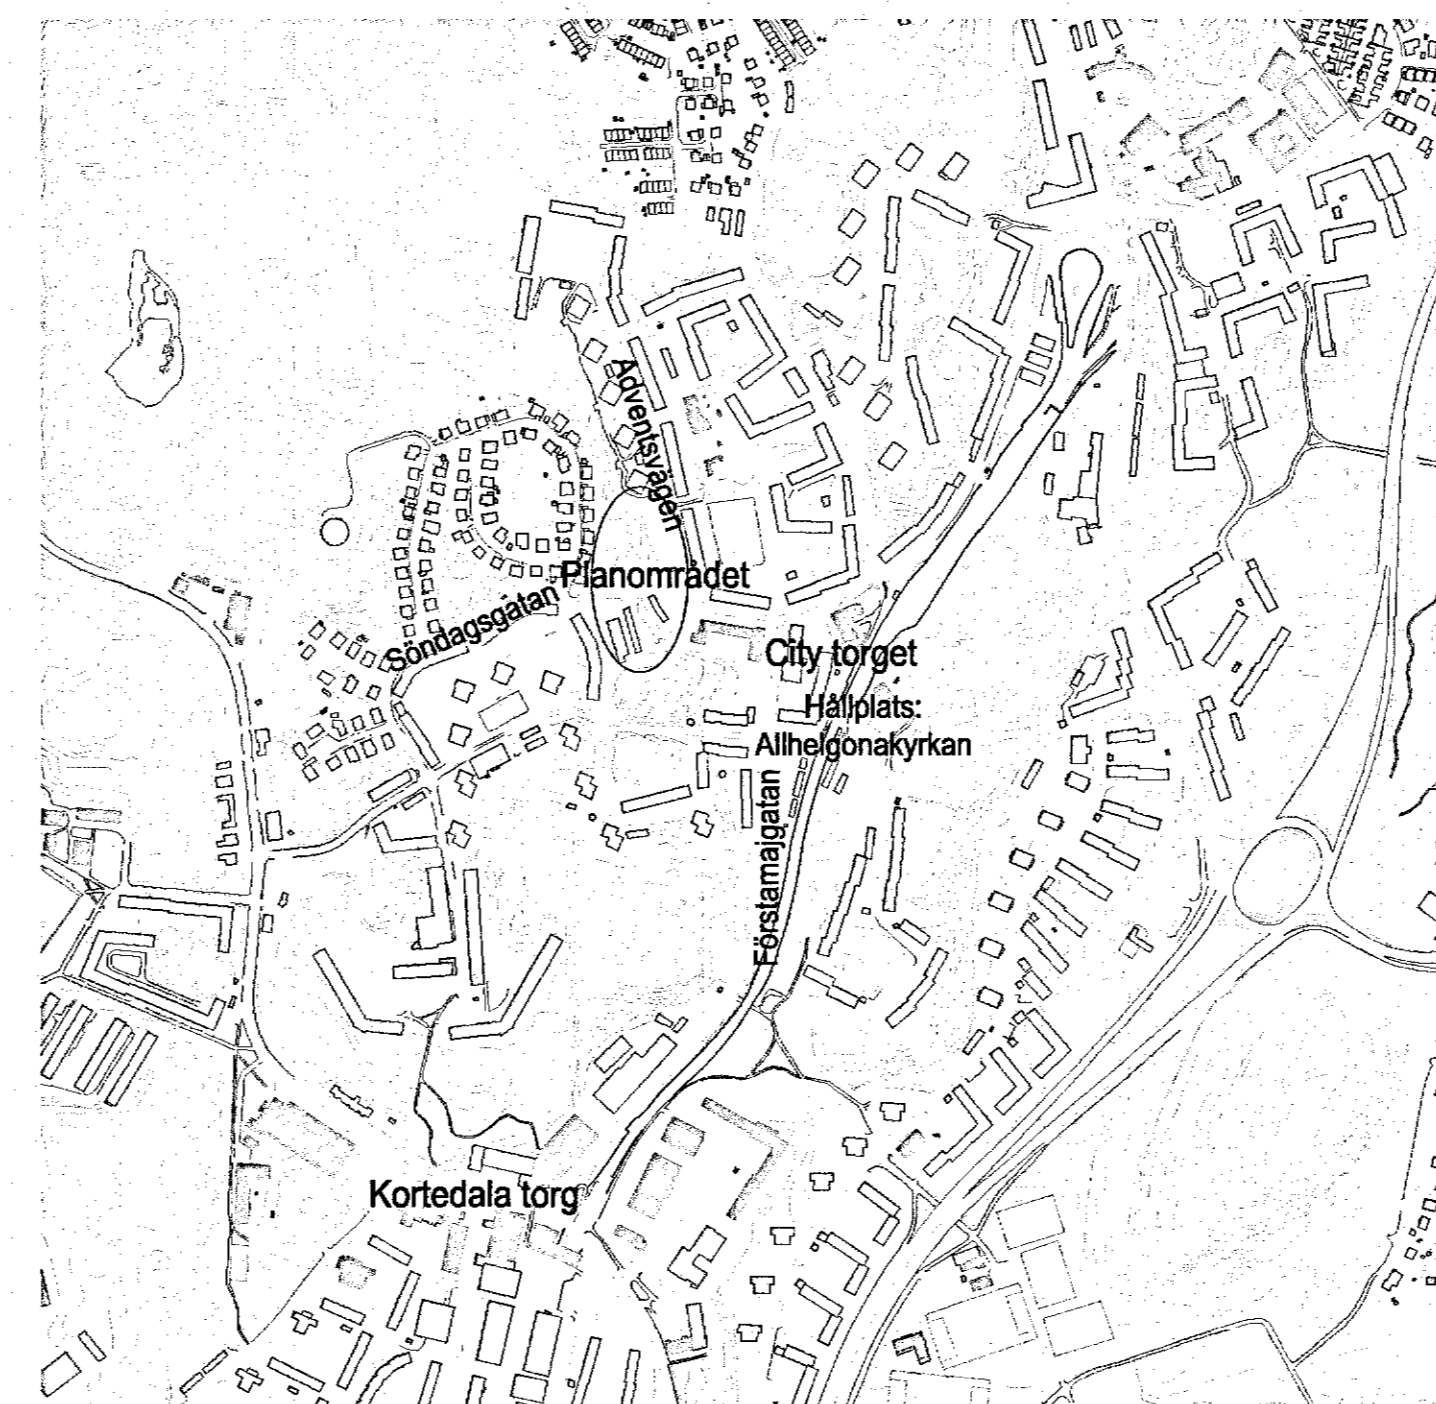 Adventsvägen
Planområdet
Söndagsgatan
City torget
Hållplats:
Allhelgonakyrkan
Förstamajgatan
Kortedala torg